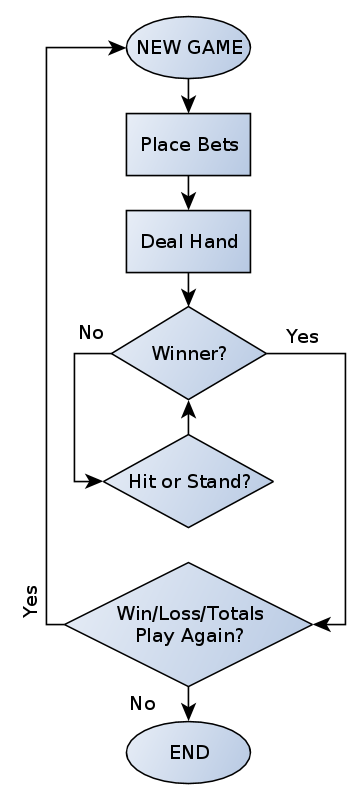 NEW GAME
Place Bets
Deal Hand
No
Yes
Winner?
Hit or Stand?
Yes
Win/Loss/Totals
Play Again?
No
END